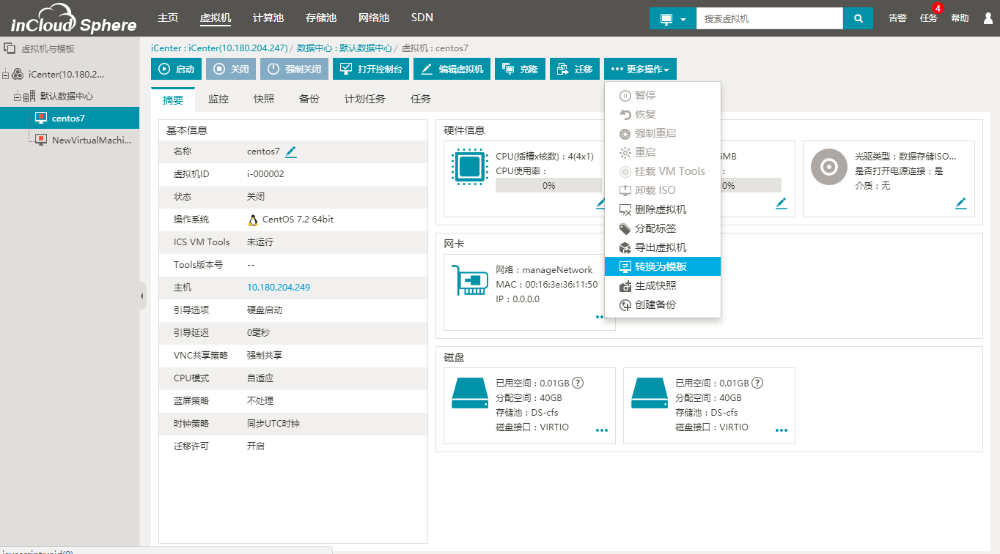 inCloud Sphere
主页 虚拟机 计算池 存储池 网络池 SDN
搜索虚拟机
告警 任务 4 帮助
虚拟机与模板
iCenter(10.180.2...
默认数据中心
centos7
NewVirtualMachi...
iCenter : iCenter(10.180.204.247) / 数据中心 : 默认数据中心 / 虚拟机 : centos7
启动 关闭 强制关闭 打开控制台 编辑虚拟机 克隆 迁移 更多操作
摘要 监控 快照 备份 计划任务 任务
基本信息
名称 centos7
虚拟机ID i-000002
状态 关闭
操作系统 CentOS 7.2 64bit
ICS VM Tools 未运行
Tools版本号 --
主机 10.180.204.249
引导选项 硬盘启动
引导延迟 0毫秒
VNC共享策略 强制共享
CPU模式 自适应
蓝屏策略 不处理
时钟策略 同步UTC时钟
迁移许可 开启
暂停
恢复
强制重启
重启
挂载 VM Tools
卸载 ISO
删除虚拟机
分配标签
导出虚拟机
转换为模板
生成快照
创建备份
硬件信息
CPU(插槽x核数)：4(4x1)
CPU使用率：
0%
MB
：
0%
光驱类型：数据存储ISO...
是否打开电源连接：是
介质：无
网卡
网络：manageNetwork
MAC：00:16:3e:36:11:50
IP：0.0.0.0
磁盘
已用空间：0.01GB ?
分配空间：40GB
存储池：DS-cfs
磁盘接口：VIRTIO
已用空间：0.01GB ?
分配空间：40GB
存储池：DS-cfs
磁盘接口：VIRTIO